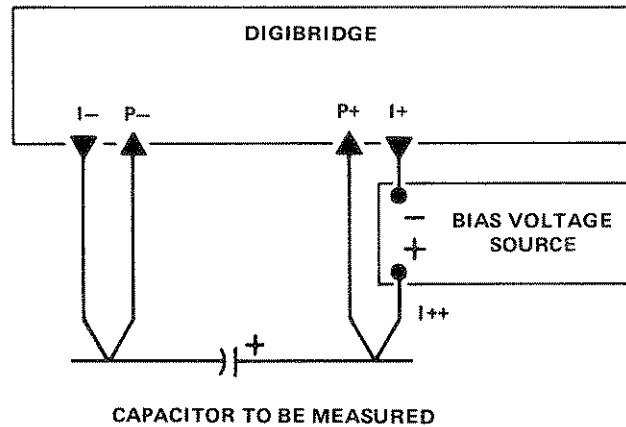 DIGIBRIDGE
I− P− P+ I+
−
BIAS VOLTAGE
+
SOURCE
I++
+
CAPACITOR TO BE MEASURED